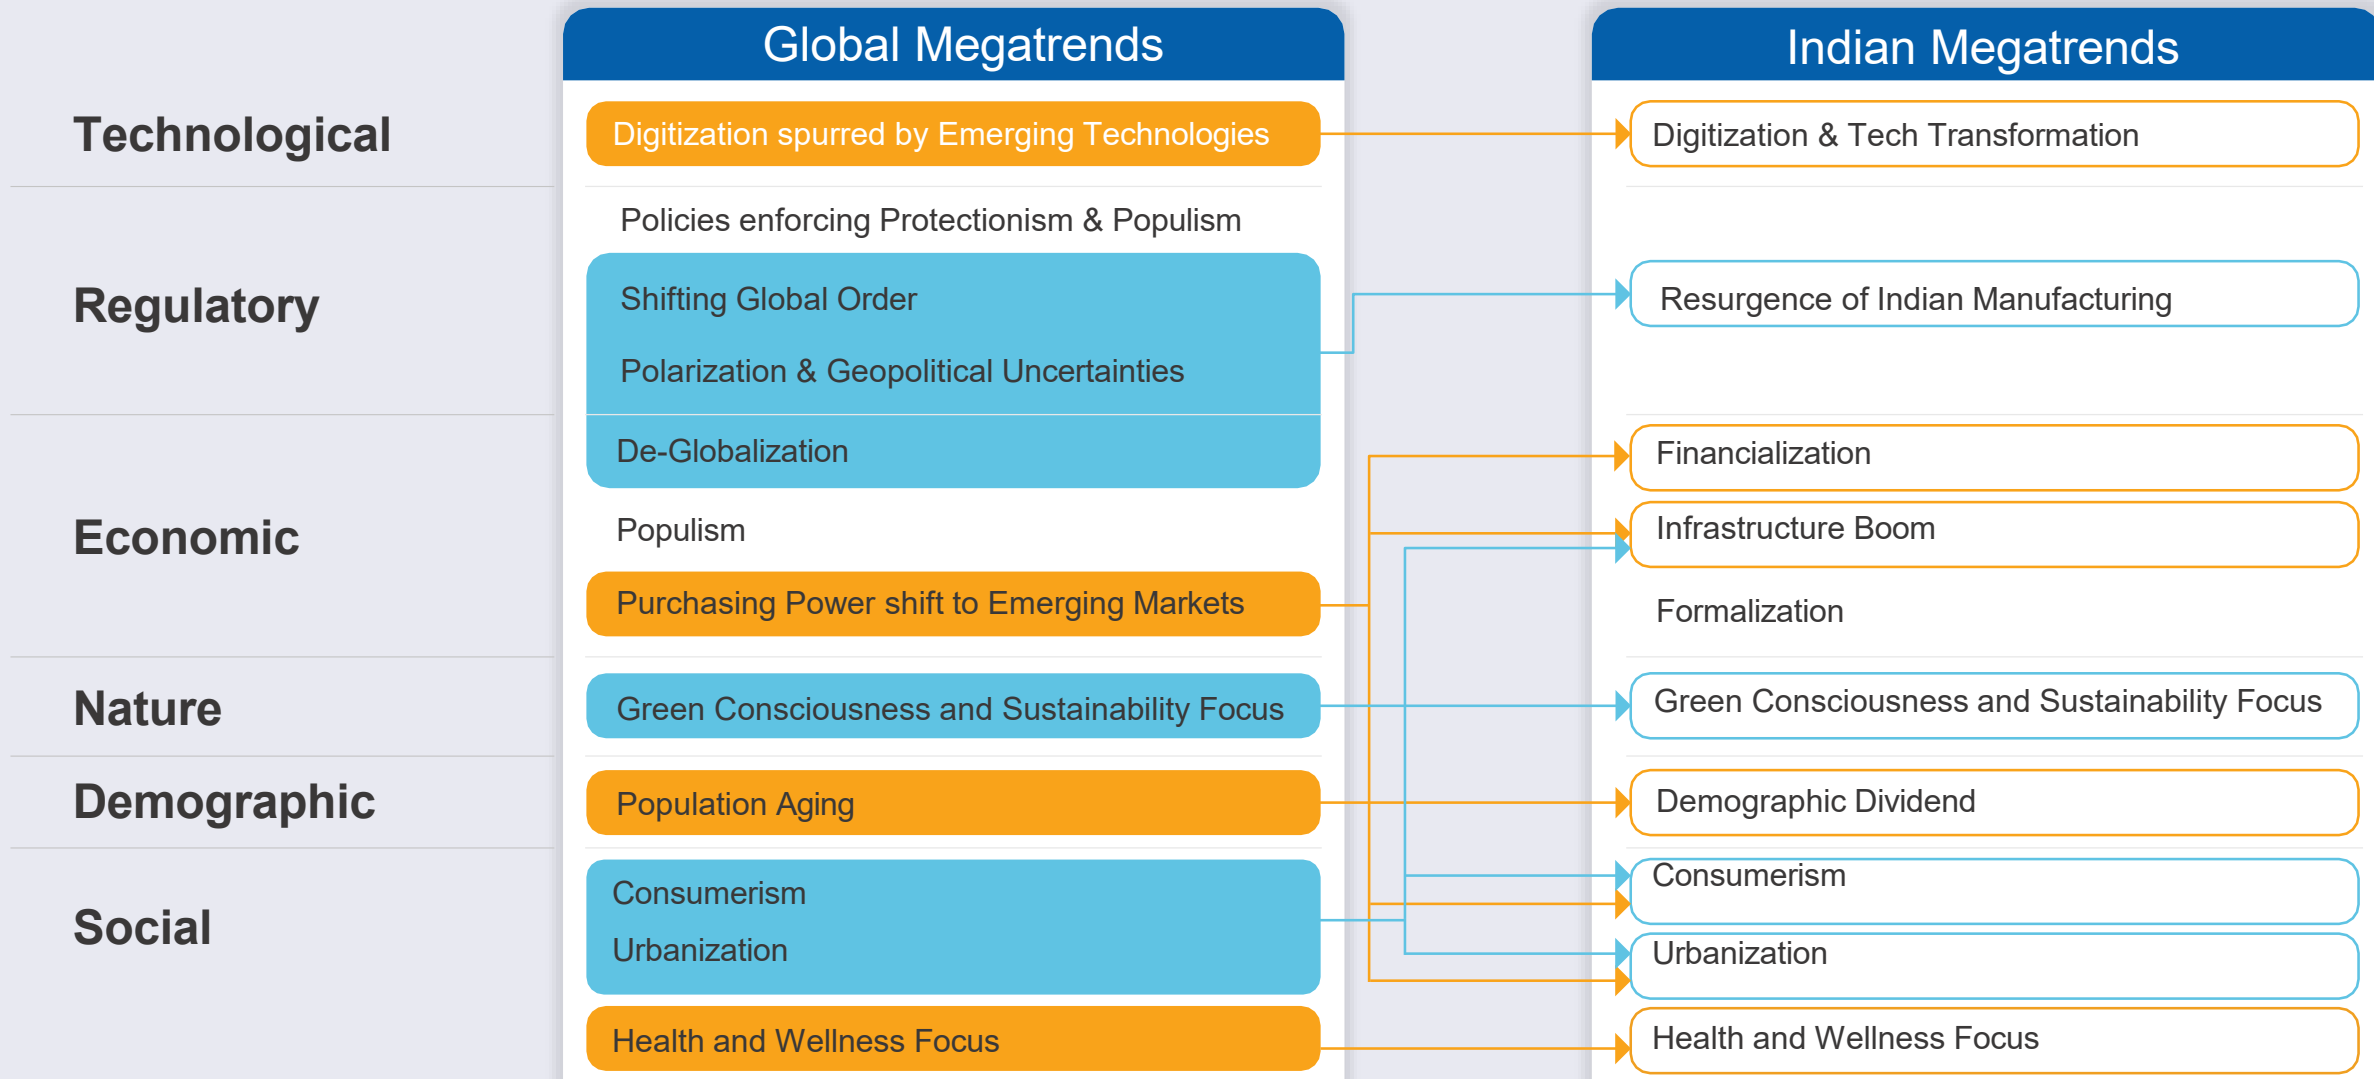 Global Megatrends
Indian Megatrends
Technological
Digitization spurred by Emerging Technologies
Digitization & Tech Transformation
Regulatory
Policies enforcing Protectionism & Populism
Shifting Global Order
Polarization & Geopolitical Uncertainties
Resurgence of Indian Manufacturing
Economic
De-Globalization
Populism
Purchasing Power shift to Emerging Markets
Financialization
Infrastructure Boom
Formalization
Nature
Green Consciousness and Sustainability Focus
Green Consciousness and Sustainability Focus
Demographic
Population Aging
Demographic Dividend
Social
Consumerism
Urbanization
Health and Wellness Focus
Consumerism
Urbanization
Health and Wellness Focus